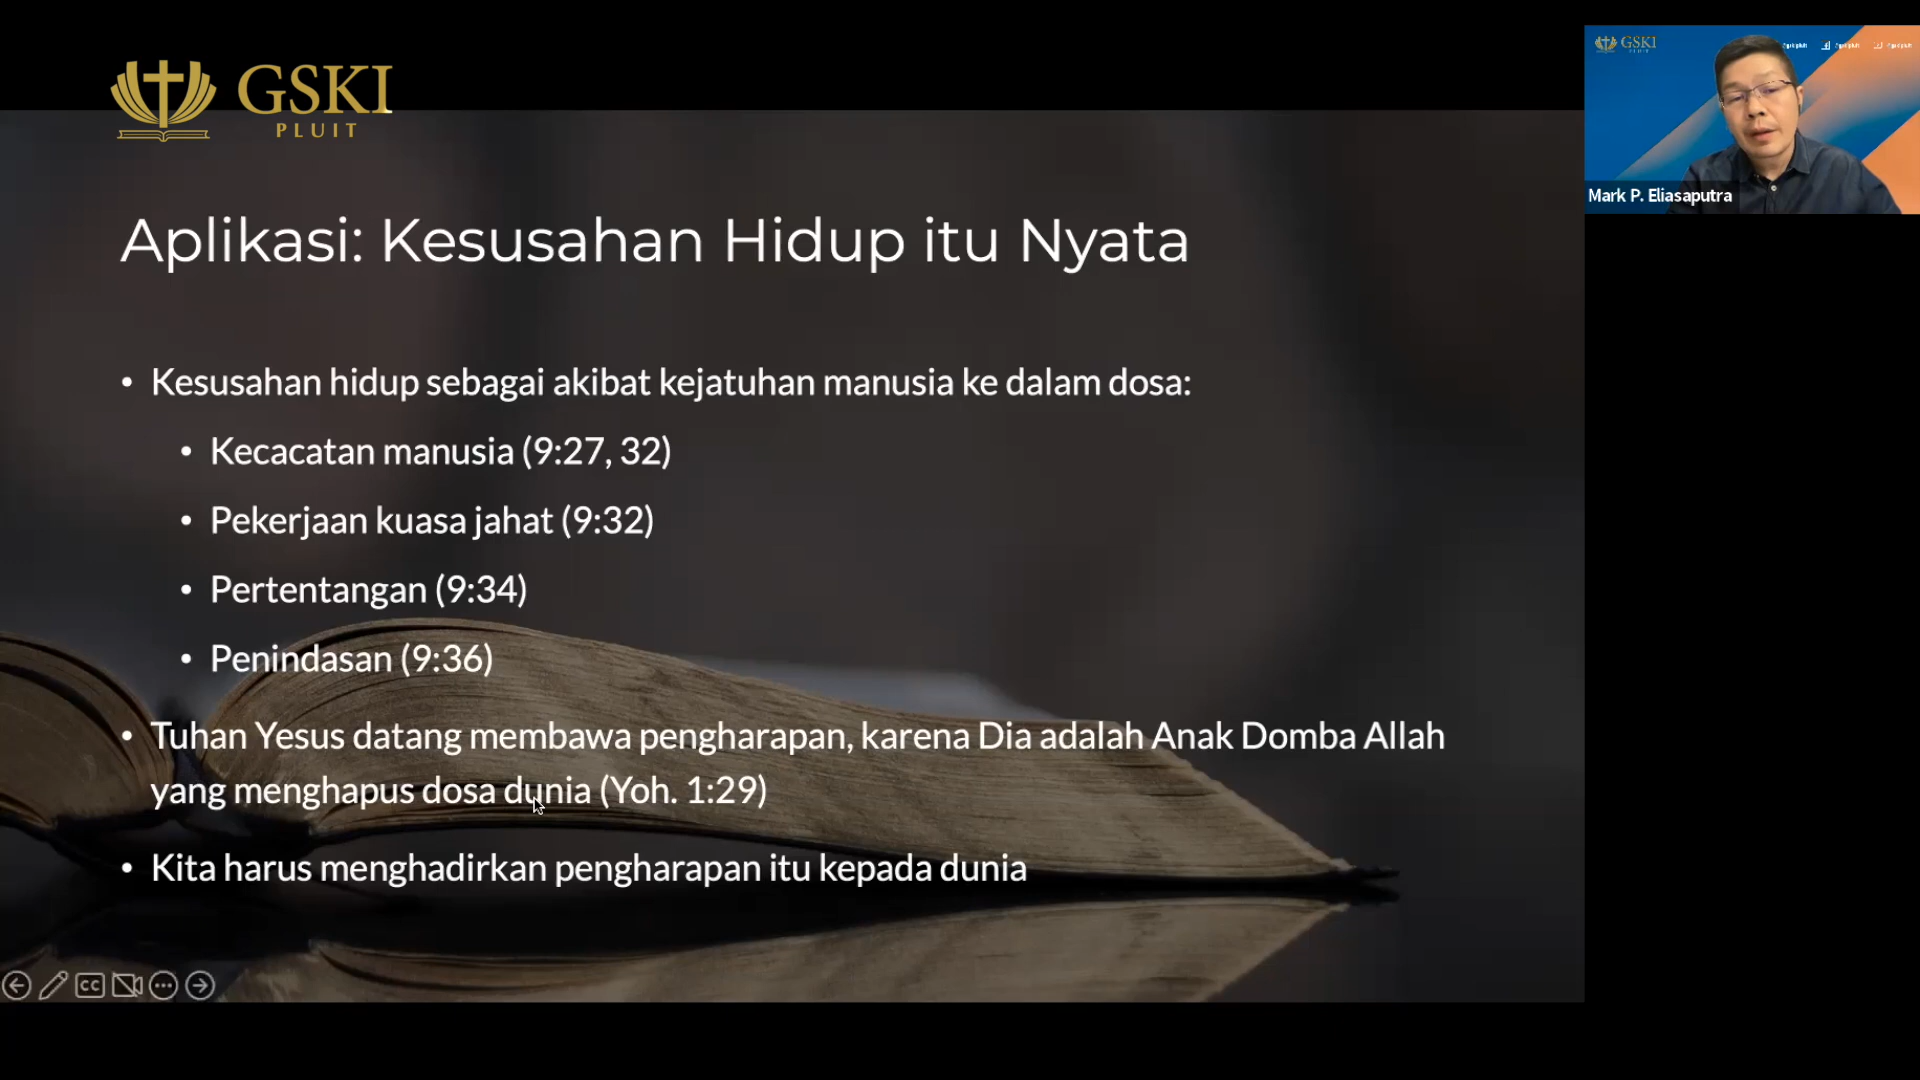 GSKI
PLUIT
GSKI
Mark P. Eliasaputra
Aplikasi: Kesusahan Hidup itu Nyata
• Kesusahan hidup sebagai akibat kejatuhan manusia ke dalam dosa:
• Kecacatan manusia (9:27, 32)
• Pekerjaan kuasa jahat (9:32)
• Pertentangan (9:34)
• Penindasan (9:36)
• Tuhan Yesus datang membawa pengharapan, karena Dia adalah Anak Domba Allah
yang menghapus dosa dunia (Yoh. 1:29)
• Kita harus menghadirkan pengharapan itu kepada dunia
CC